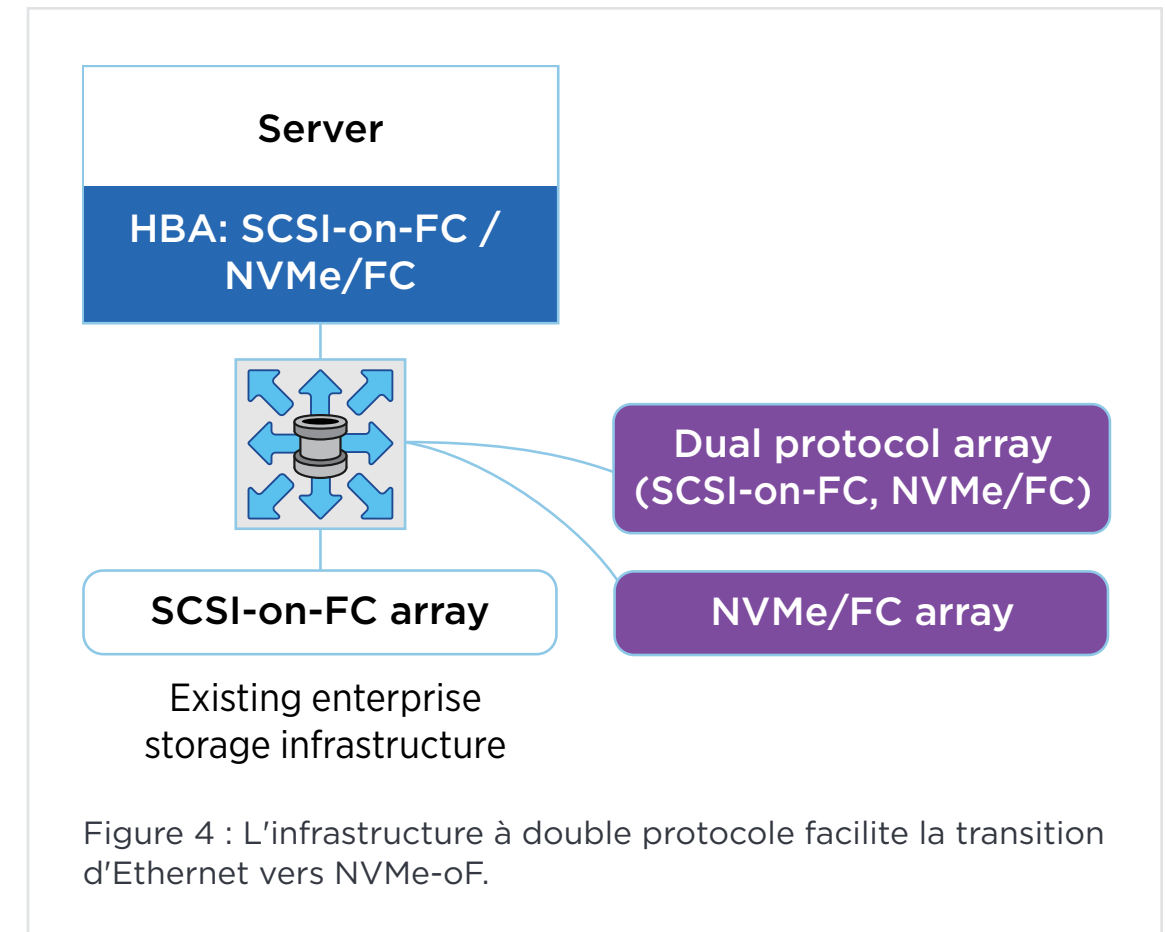 Server
HBA: SCSI-on-FC /
NVMe/FC
Dual protocol array
(SCSI-on-FC, NVMe/FC)
SCSI-on-FC array
NVMe/FC array
Existing enterprise
storage infrastructure
Figure 4 : L'infrastructure à double protocole facilite la transition
d'Ethernet vers NVMe-oF.